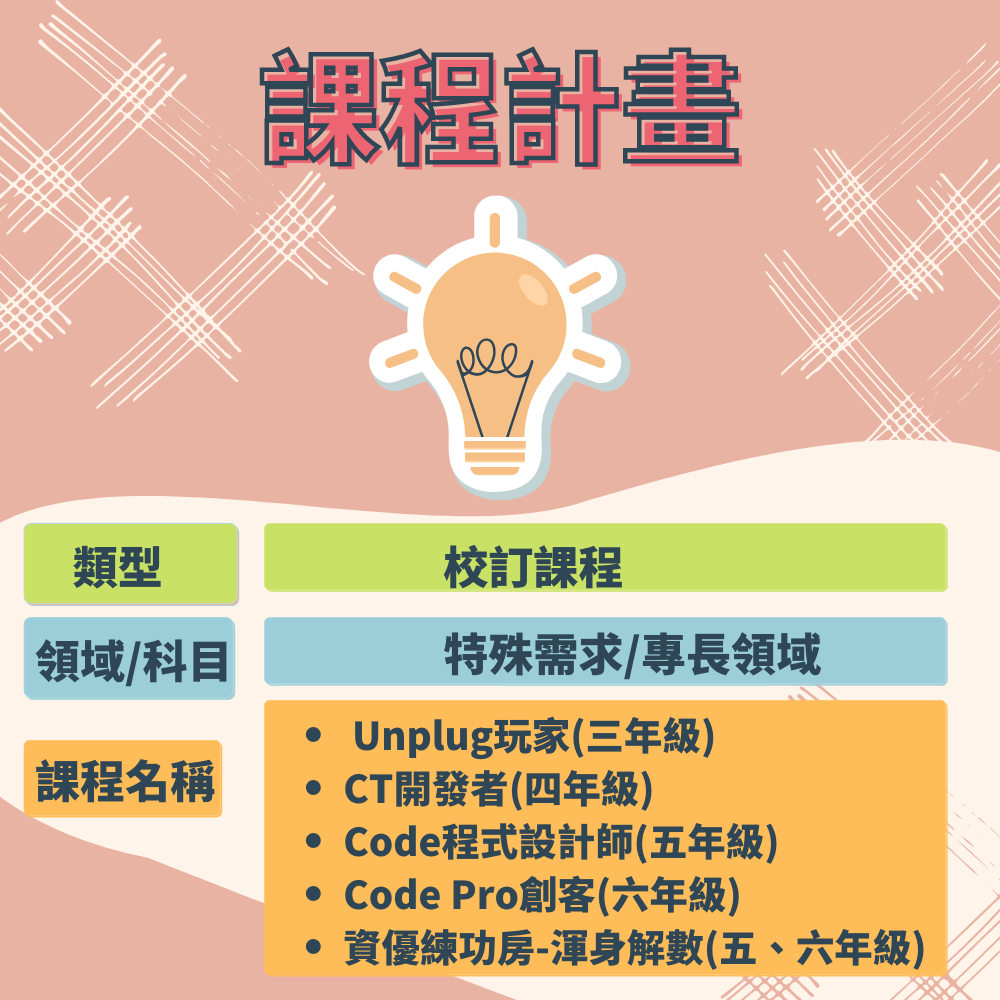 課程計畫
類型
校訂課程
領域/科目
特殊需求/專長領域
課程名稱
• Unplug玩家(三年級)
• CT開發者(四年級)
• Code程式設計師(五年級)
• Code Pro創客(六年級)
• 資優練功房-渾身解數(五、六年級)